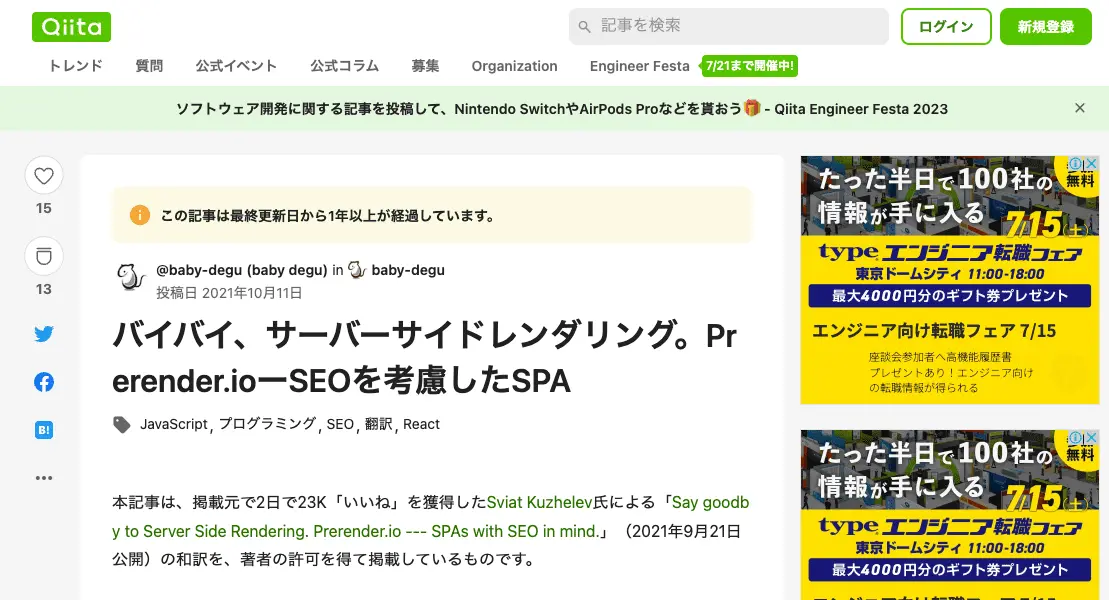 Qiita
記事を検索
ログイン
新規登録
トレンド 質問 公式イベント 公式コラム 募集 Organization Engineer Festa 7/21まで開催中!
ソフトウェア開発に関する記事を投稿して、Nintendo SwitchやAirPods Proなどを貰おう🎁 - Qiita Engineer Festa 2023
15
13
B!
この記事は最終更新日から1年以上が経過しています。
@baby-degu (baby degu) in baby-degu
投稿日 2021年10月11日
バイバイ、サーバーサイドレンダリング。Pr
erender.ioーSEOを考慮したSPA
JavaScript, プログラミング, SEO, 翻訳, React
本記事は、掲載元で2日で23K「いいね」を獲得したSviat Kuzhelev氏による「Say goodb
y to Server Side Rendering. Prerender.io --- SPAs with SEO in mind.」（2021年9月21日
公開）の和訳を、著者の許可を得て掲載しているものです。
たった半日で100社の
無料
情報が手に入る
7/15(土)
type エンジニア転職フェア
東京ドームシティ 11:00-18:00
最大4000円分のギフト券プレゼント
エンジニア向け転職フェア 7/15
座談会参加者へ高機能履歴書
プレゼントあり！エンジニア向け
の転職情報が得られる
たった半日で100社の
無料
情報が手に入る
7/15(土)
type エンジニア転職フェア
東京ドームシティ 11:00-18:00
最大4000円分のギフト券プレゼント